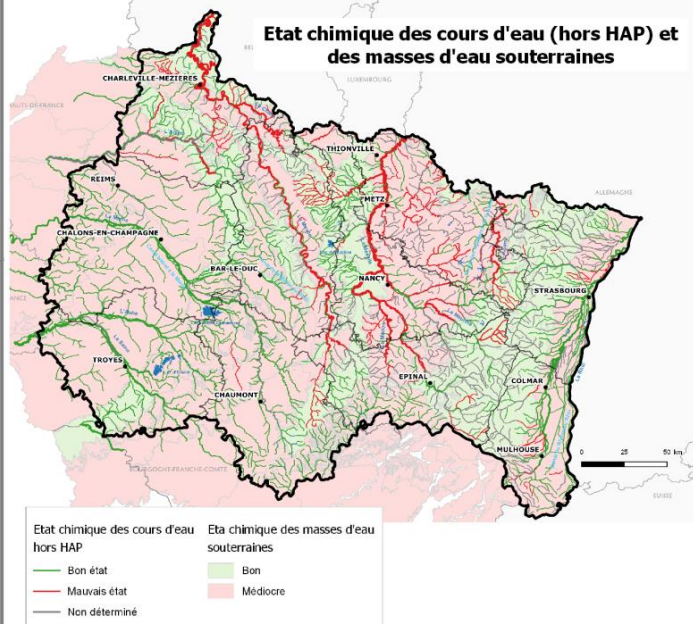 Etat chimique des cours d'eau (hors HAP) et
des masses d'eau souterraines
LUXEMBOURG
CHARLEVILLE-MEZIERES
HAUTS-DE-FRANCE
THIONVILLE
REIMS
METZ
ALLEMAGNE
CHALONS-EN-CHAMPAGNE
BAR-LE-DUC
NANCY
STRASBOURG
TROYES
EPINAL
COLMAR
CHAUMONT
MULHOUSE
0 25 50 km
BOURGOGNE-FRANCHE-COMTE
SUISSE
Etat chimique des cours d'eau
hors HAP
Bon état
Mauvais état
Non déterminé
Eta chimique des masses d'eau
souterraines
Bon
Médiocre